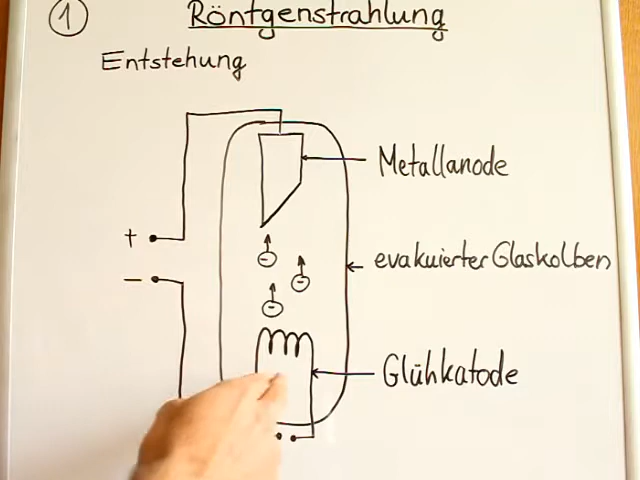 1
Röntgenstrahlung
Entstehung
Metallanode
+
evakuierter Glaskolben
−
−
−
−
Glühkatode